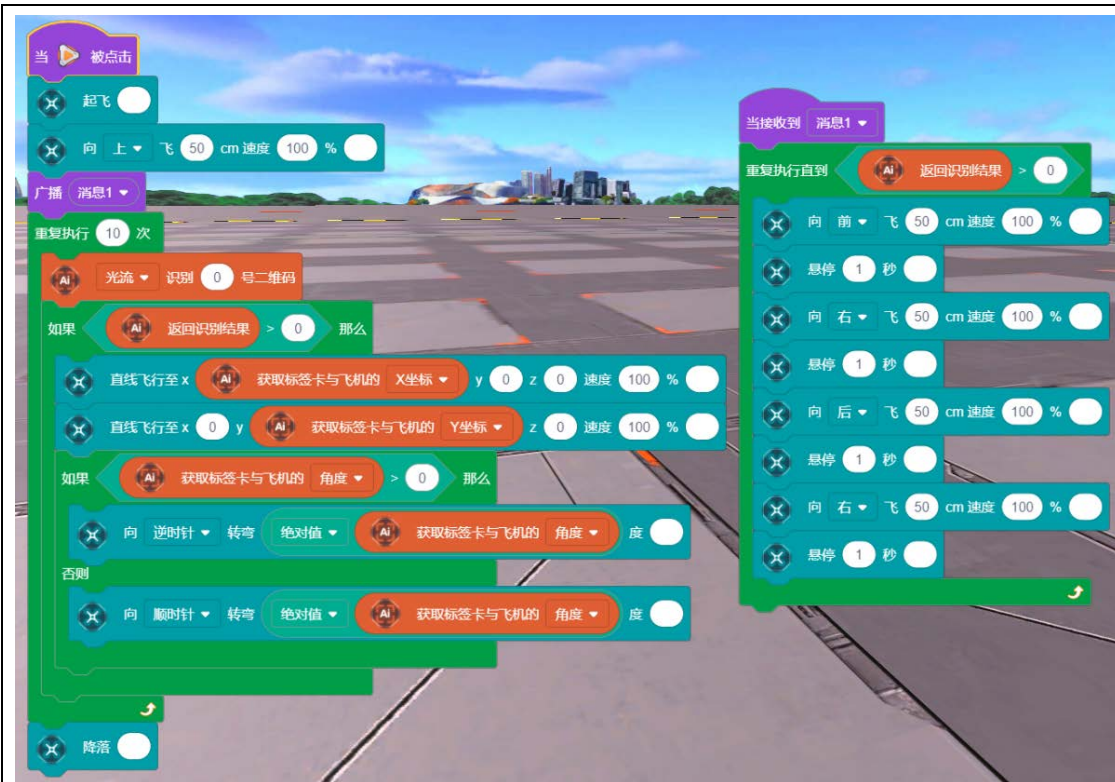 当 被点击
起飞
向 上 飞 50 cm 速度 100 %
广播 消息1
重复执行 10 次
Ai 光流 识别 0 号二维码
如果 Ai 返回识别结果 > 0 那么
直线飞行至 x Ai 获取标签卡与飞机的 X坐标 y 0 z 0 速度 100 %
直线飞行至 x 0 y Ai 获取标签卡与飞机的 Y坐标 z 0 速度 100 %
如果 Ai 获取标签卡与飞机的 角度 > 0 那么
向 逆时针 转弯 绝对值 Ai 获取标签卡与飞机的 角度 度
否则
向 顺时针 转弯 绝对值 Ai 获取标签卡与飞机的 角度 度
降落
当接收到 消息1
重复执行直到 Ai 返回识别结果 > 0
向 前 飞 50 cm 速度 100 %
悬停 1 秒
向 右 飞 50 cm 速度 100 %
悬停 1 秒
向 后 飞 50 cm 速度 100 %
悬停 1 秒
向 右 飞 50 cm 速度 100 %
悬停 1 秒